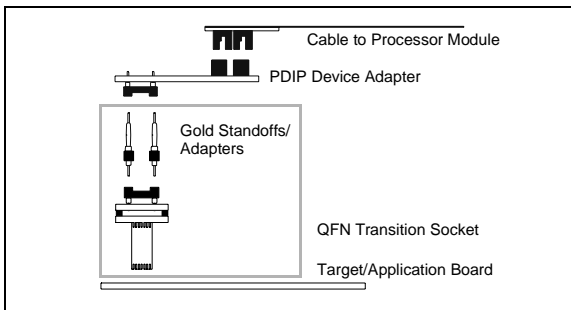 Cable to Processor Module
PDIP Device Adapter
Gold Standoffs/
Adapters
QFN Transition Socket
Target/Application Board